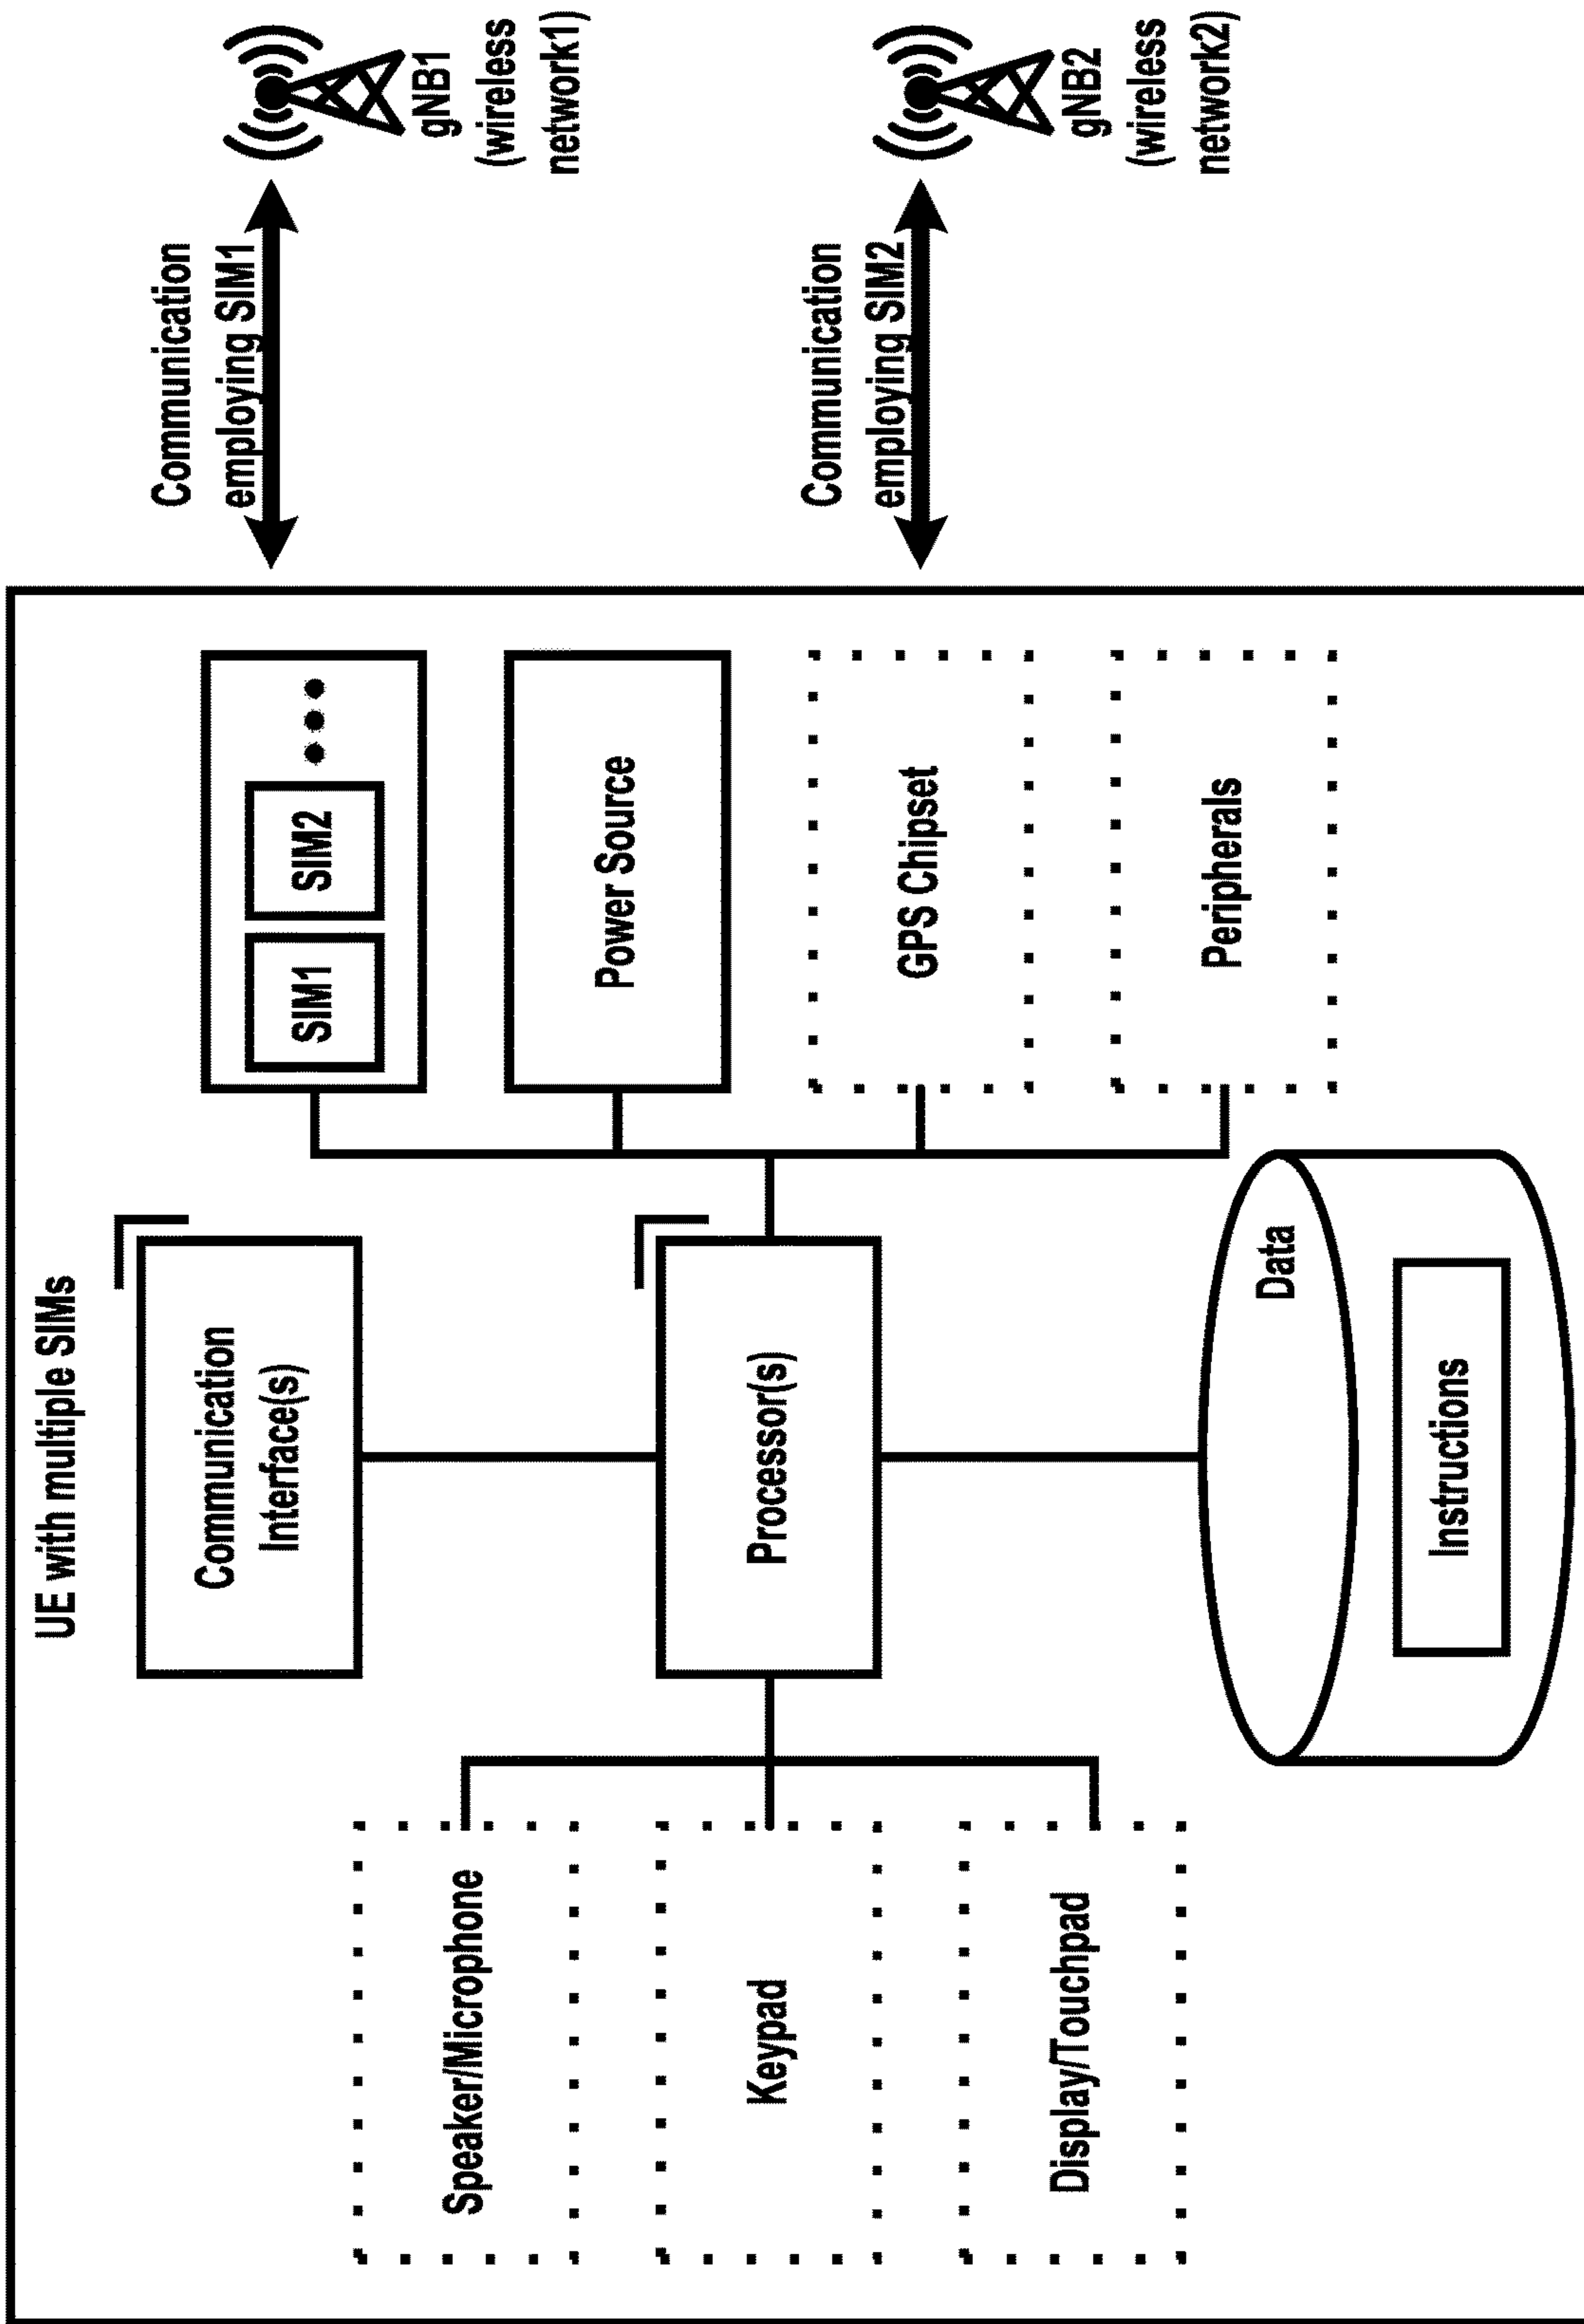 UE with multiple SIMs
Speaker/Microphone
Keypad
Display/Touchpad
Communication
Interface(s)
Processor(s)
Data
Instructions
SIM1
SIM2
Power Source
GPS Chipset
Peripherals
Communication
employing SIM1
gNB1
(wireless
network1)
Communication
employing SIM2
gNB2
(wireless
network2)